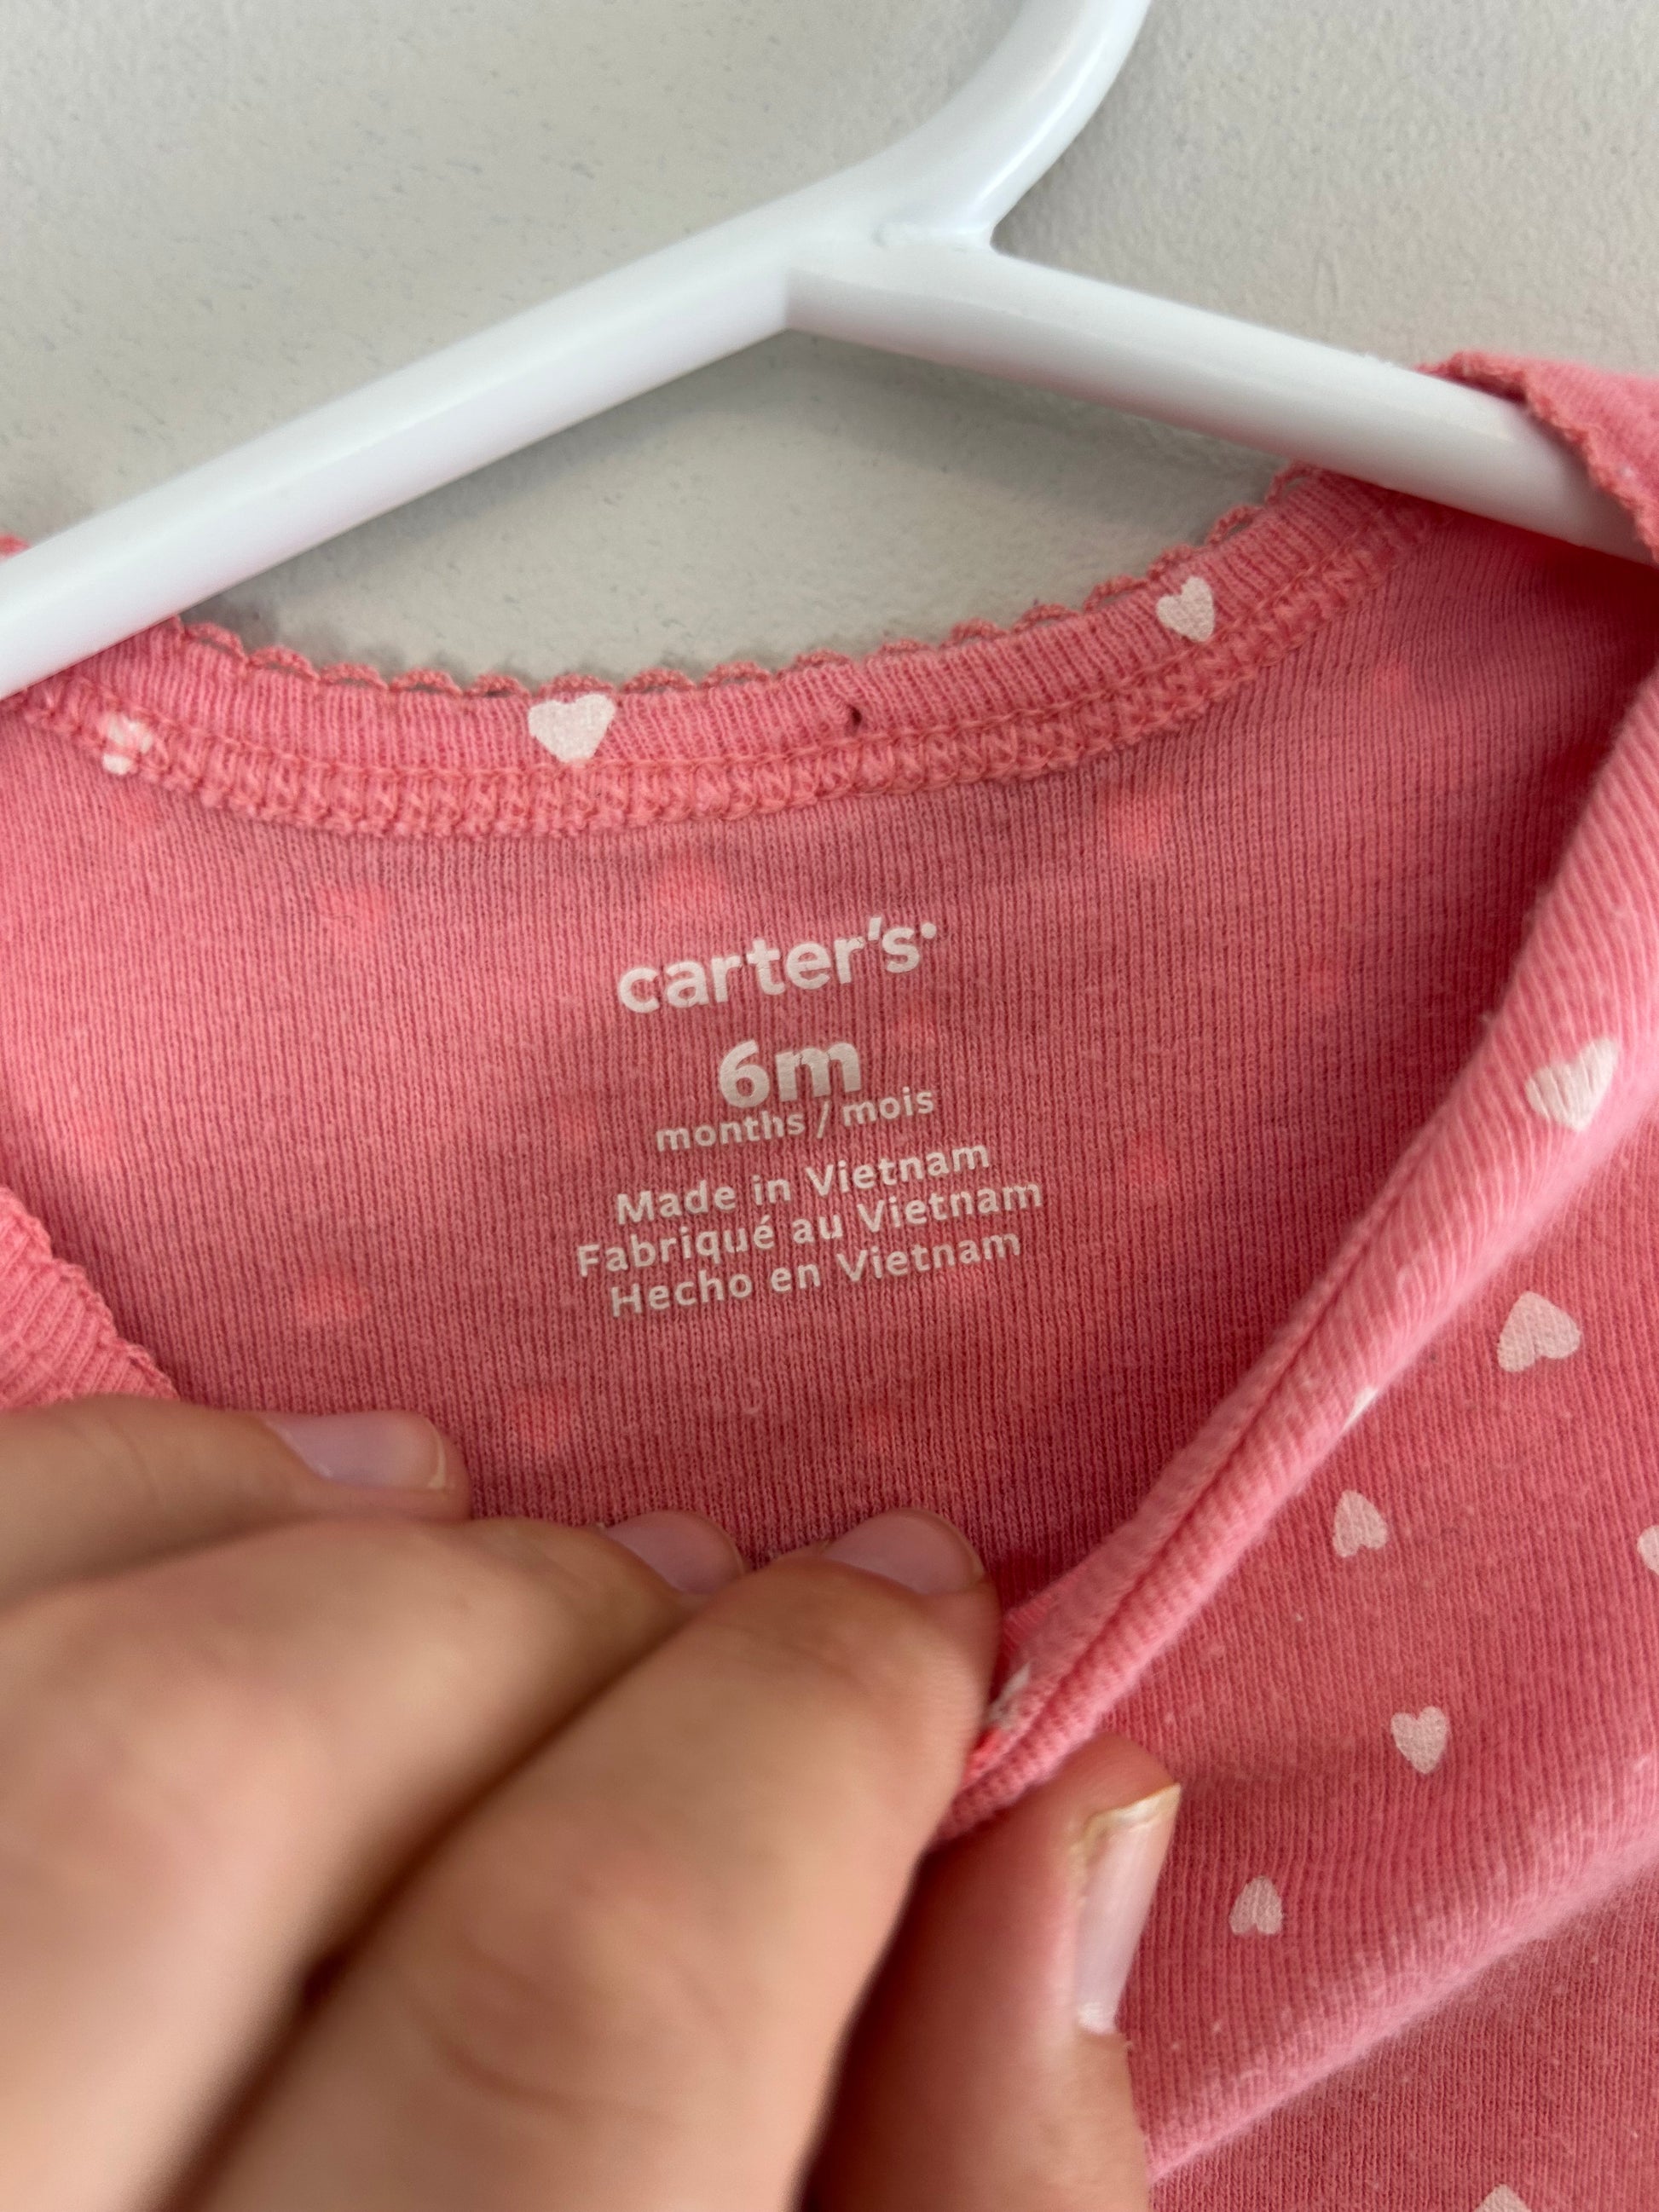 carter's
6m
months / mois
Made in Vietnam
Fabriqué au Vietnam
Hecho en Vietnam